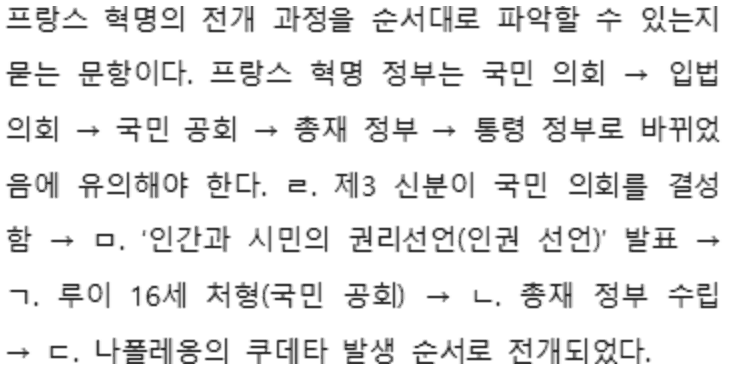 프랑스 혁명의 전개 과정을 순서대로 파악할 수 있는지
묻는 문항이다. 프랑스 혁명 정부는 국민 의회 → 입법
의회 → 국민 공회 → 총재 정부 → 통령 정부로 바뀌었
음에 유의해야 한다. ㄹ. 제3 신분이 국민 의회를 결성
함 → ㅁ. ‘인간과 시민의 권리선언(인권 선언)’ 발표 →
ㄱ. 루이 16세 처형(국민 공회) → ㄴ. 총재 정부 수립
→ ㄷ. 나폴레옹의 쿠데타 발생 순서로 전개되었다.